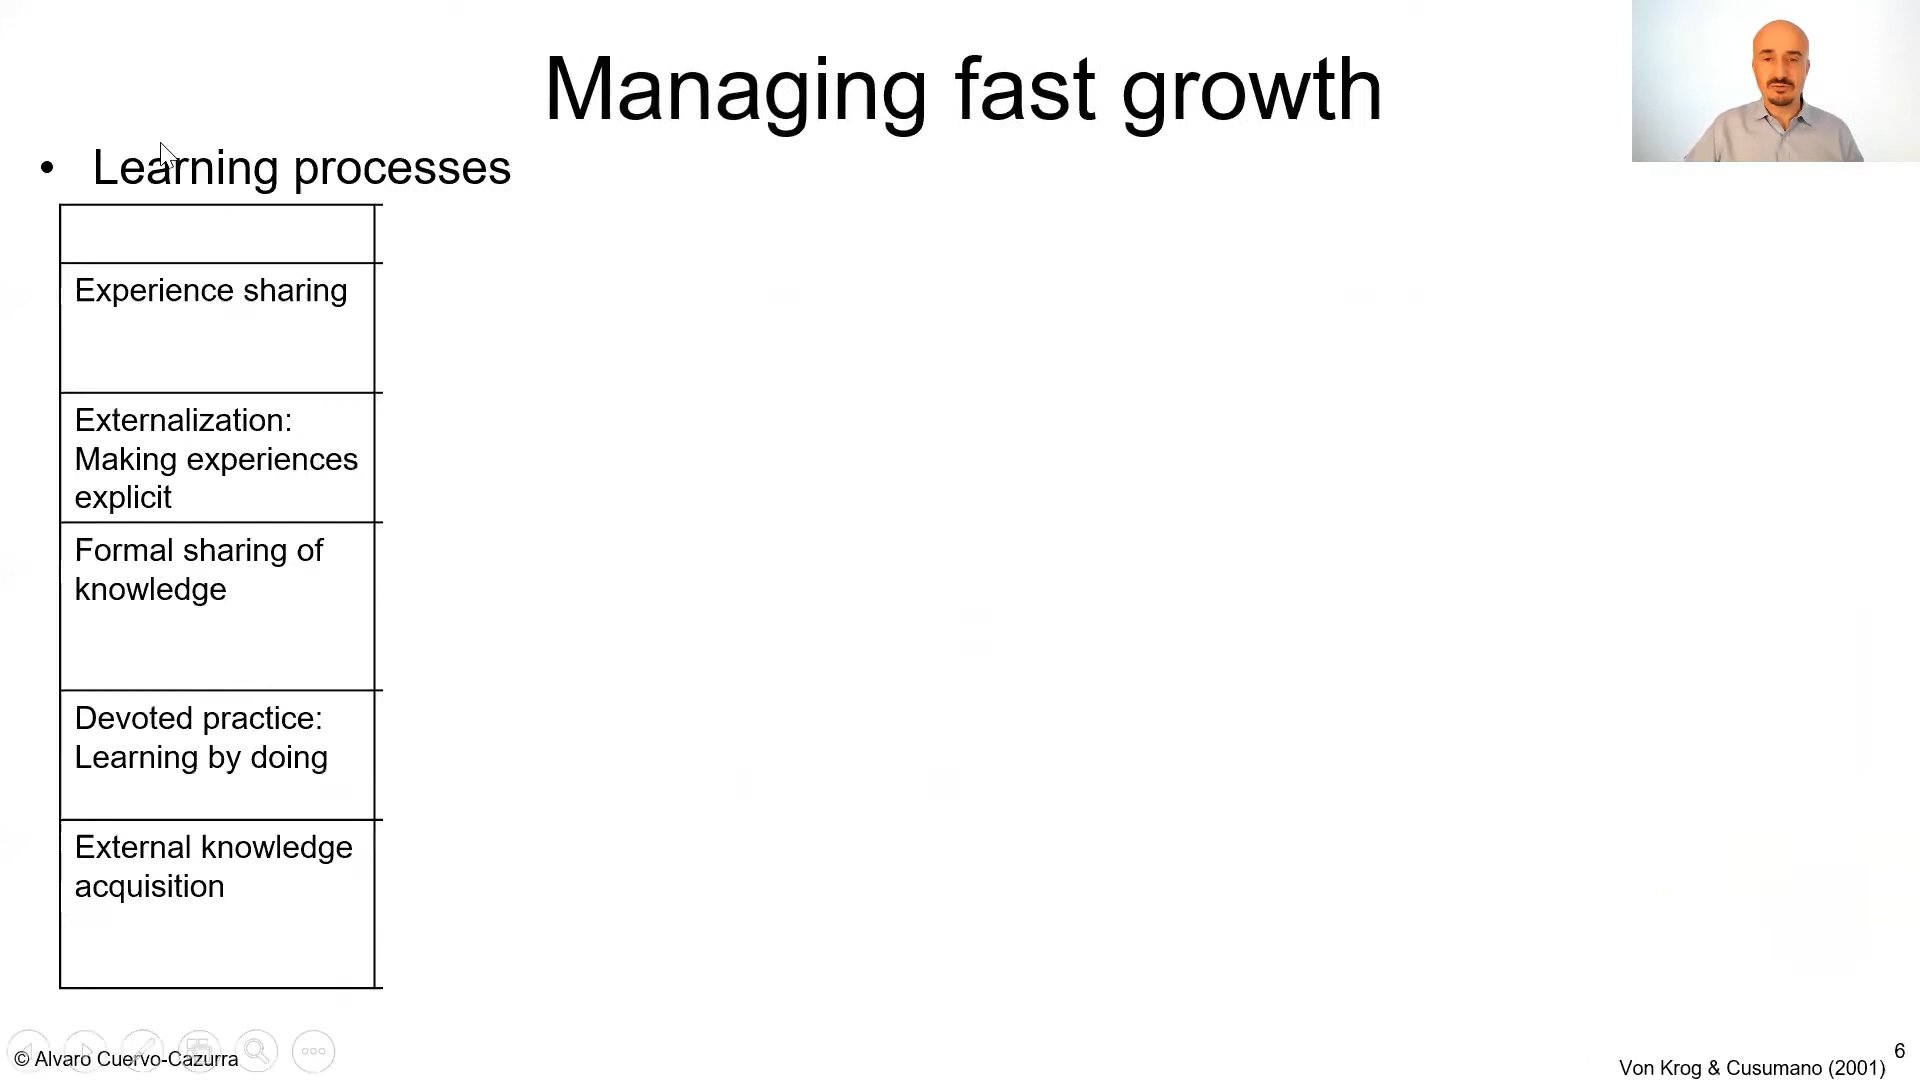 Managing fast growth
• Learning processes
Experience sharing
Externalization:
Making experiences
explicit
Formal sharing of
knowledge
Devoted practice:
Learning by doing
External knowledge
acquisition
© Alvaro Cuervo-Cazurra
6
Von Krog & Cusumano (2001)